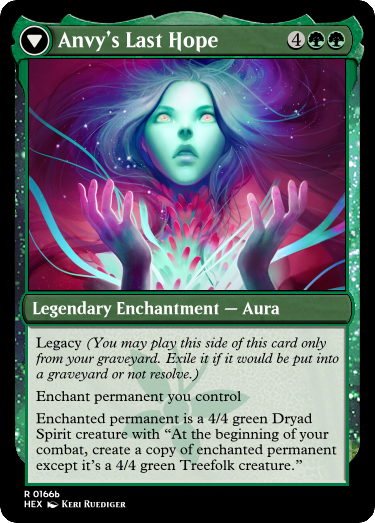 Anvy's Last Hope 4
Legendary Enchantment — Aura
Legacy (You may play this side of this card only
from your graveyard. Exile it if it would be put into
a graveyard or not resolve.)
Enchant permanent you control
Enchanted permanent is a 4/4 green Dryad
Spirit creature with “At the beginning of your
combat, create a copy of enchanted permanent
except it's a 4/4 green Treefolk creature.”
R 0166b
HEX Keri Ruediger